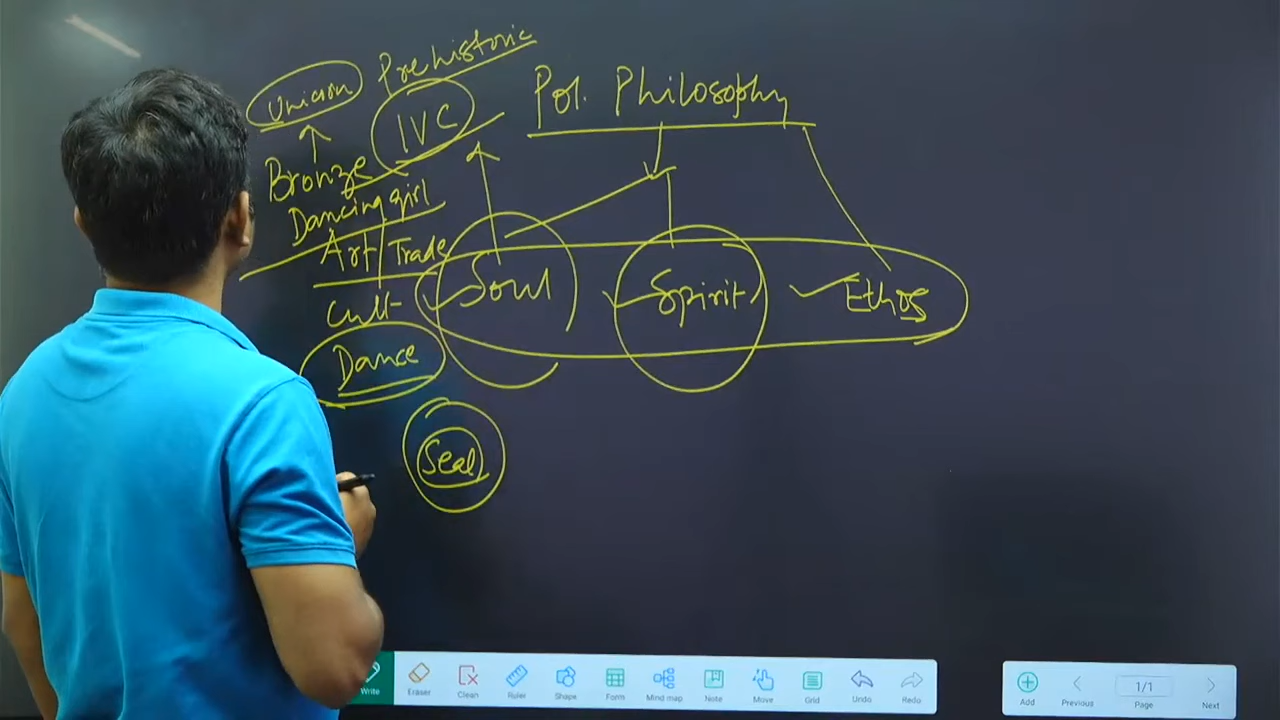 Prehistoric
Unicorn
IVC
Pol. Philosophy
Bronze
Dancing girl
Art/Trade
Cult
Soul
Spirit
Ethos
Dance
Seal
Write
Eraser
Clean
Ruler
Shape
Form
Mind map
Note
Move
Grid
Undo
Redo
Add
Previous
1/1
Page
Next